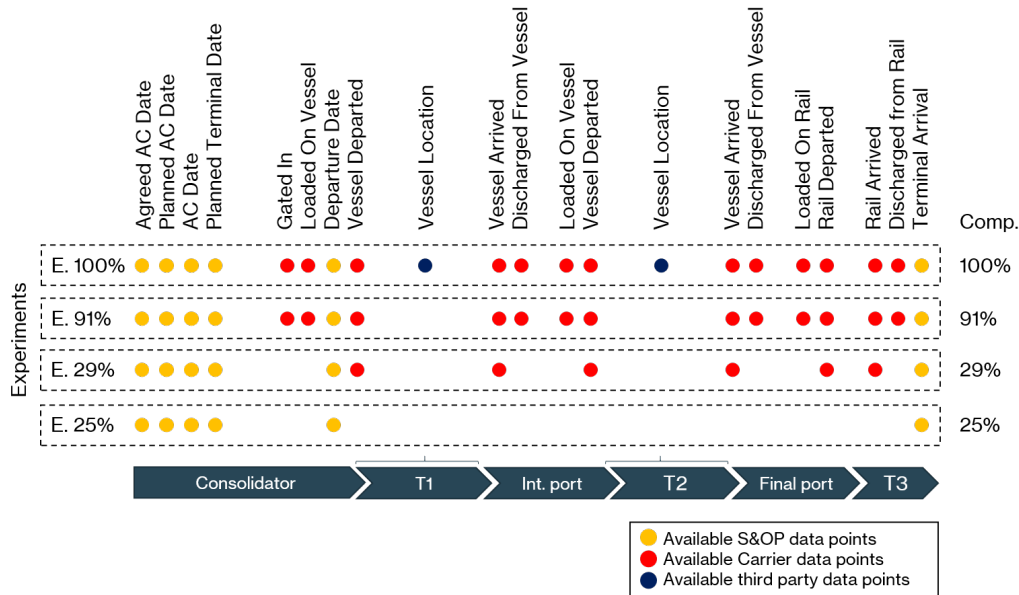 Agreed AC Date
Planned AC Date
AC Date
Planned Terminal Date
Gated In
Loaded On Vessel
Departure Date
Vessel Departed
Vessel Location
Vessel Arrived
Discharged From Vessel
Loaded On Vessel
Vessel Departed
Vessel Location
Vessel Arrived
Discharged From Vessel
Loaded On Rail
Rail Departed
Rail Arrived
Discharged from Rail
Terminal Arrival
Comp.
Experiments
E. 100%
100%
E. 91%
91%
E. 29%
29%
E. 25%
25%
Consolidator
T1
Int. port
T2
Final port
T3
Available S&OP data points
Available Carrier data points
Available third party data points